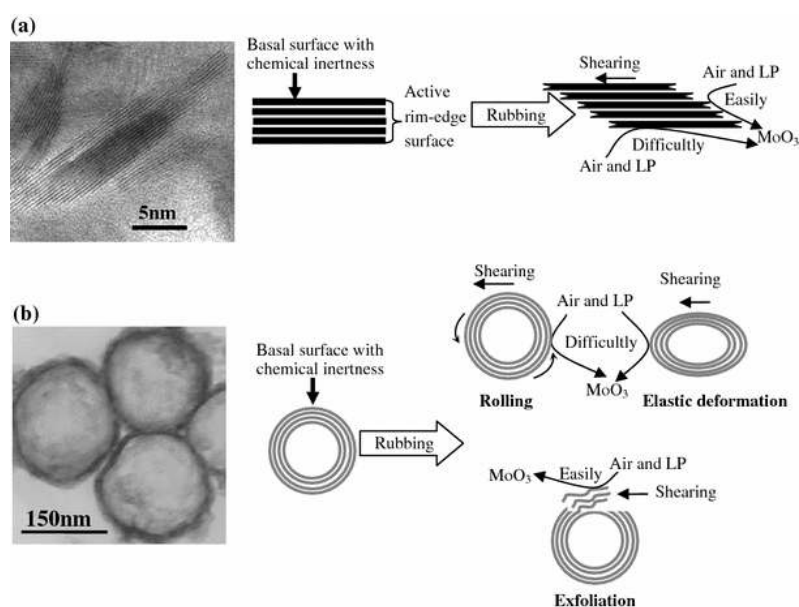 (a)
Basal surface with
chemical inertness
Active
rim-edge
surface
Rubbing
Shearing
Air and LP
Easily
MoO3
Difficultly
Air and LP
5nm
(b)
Basal surface with
chemical inertness
Rubbing
Shearing
Rolling
Air and LP
Difficultly
MoO3
Shearing
Elastic deformation
MoO3
Easily
Air and LP
Shearing
Exfoliation
150nm